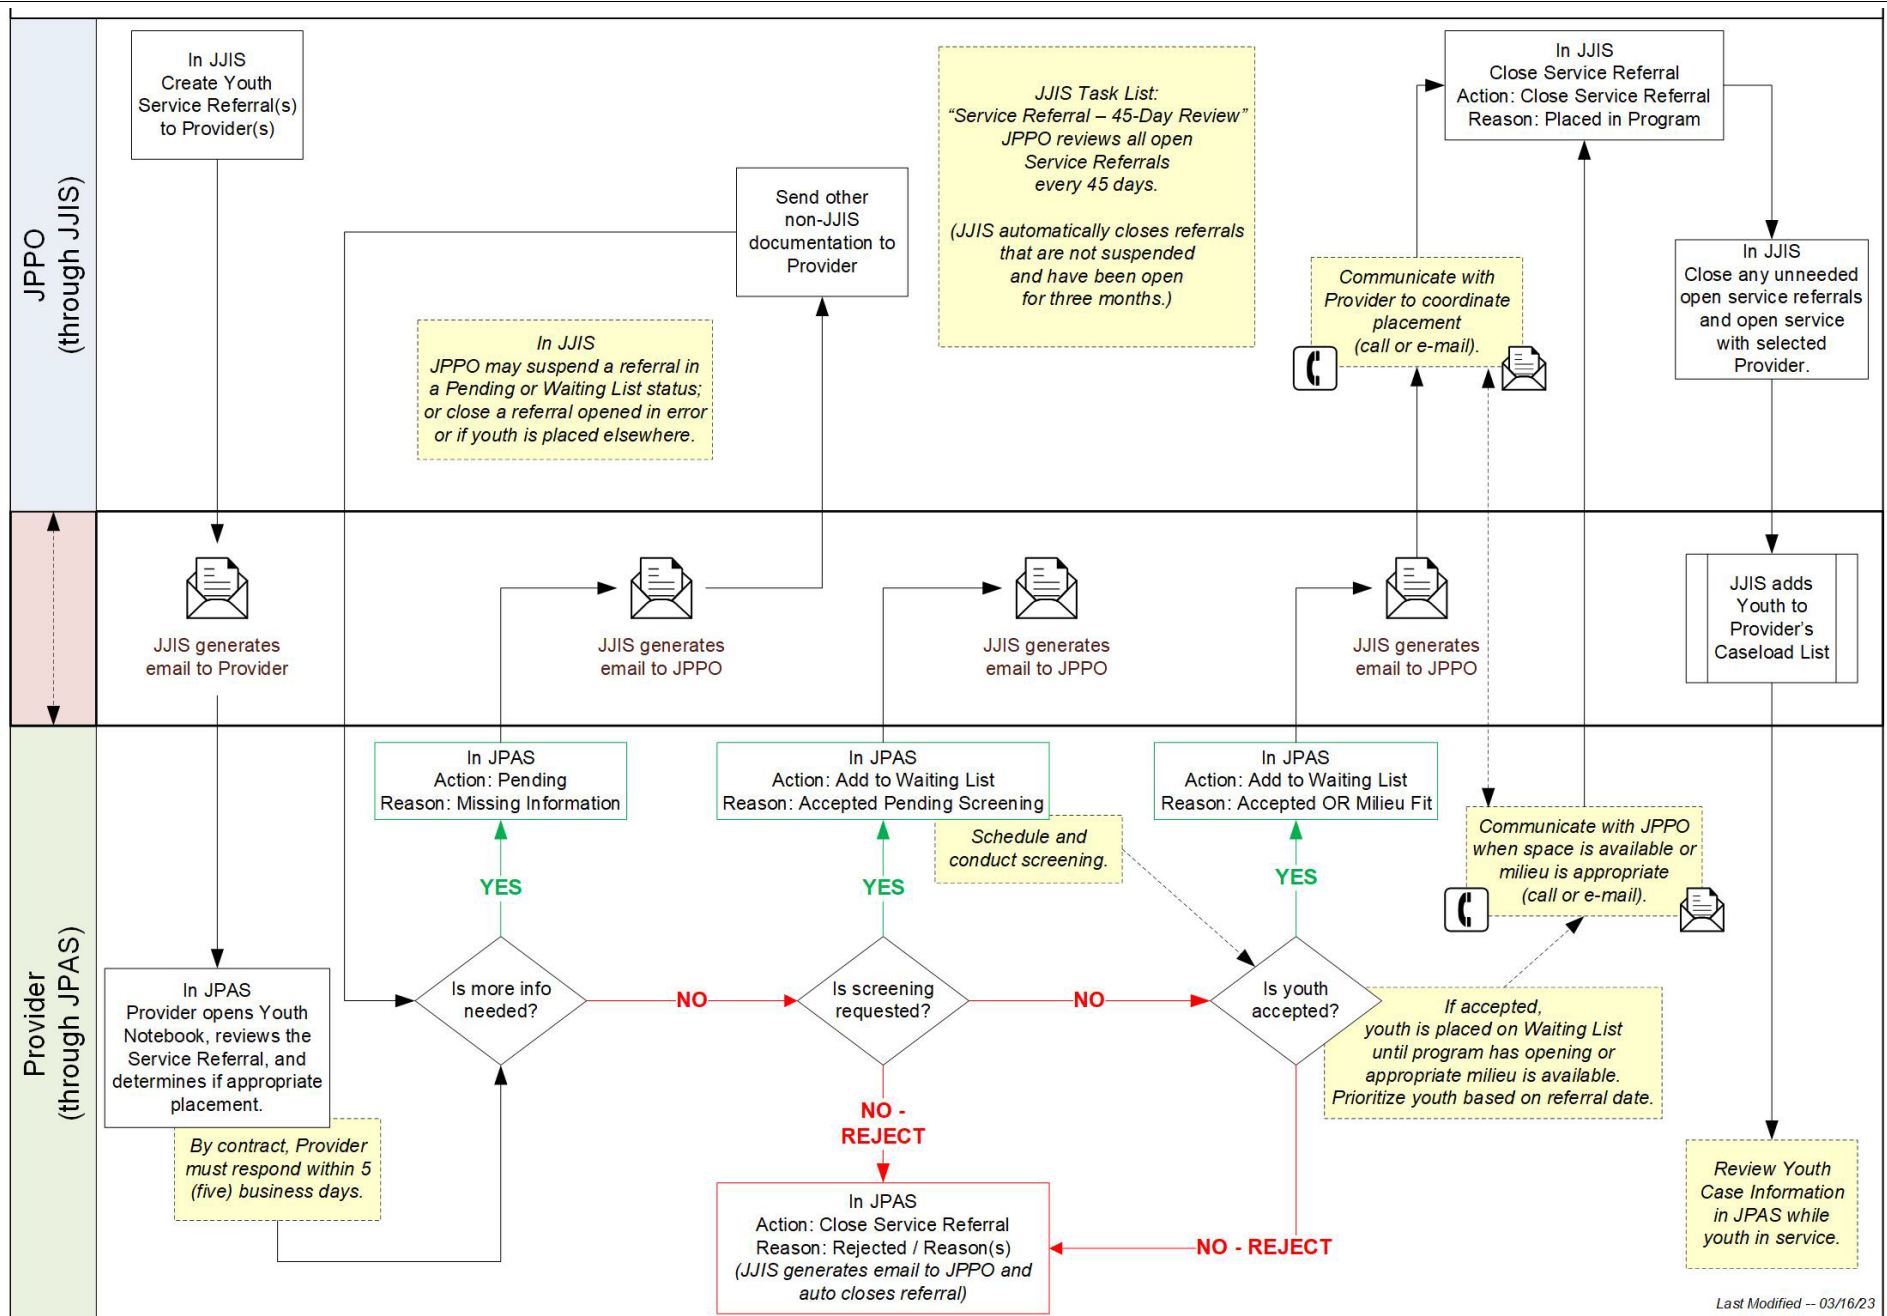 JPPO
(through JJIS)
In JJIS
Create Youth
Service Referral(s)
to Provider(s)
Send other
non-JJIS
documentation to
Provider
In JJIS
JPPO may suspend a referral in
a Pending or Waiting List status;
or close a referral opened in error
or if youth is placed elsewhere.
JJIS Task List:
“Service Referral – 45-Day Review”
JPPO reviews all open
Service Referrals
every 45 days.
(JJIS automatically closes referrals
that are not suspended
and have been open
for three months.)
Communicate with
Provider to coordinate
placement
(call or e-mail).
In JJIS
Close Service Referral
Action: Close Service Referral
Reason: Placed in Program
In JJIS
Close any unneeded
open service referrals
and open service
with selected
Provider.
JJIS generates
email to Provider
JJIS generates
email to JPPO
JJIS generates
email to JPPO
JJIS generates
email to JPPO
JJIS adds
Youth to
Provider’s
Caseload List
Provider
(through JPAS)
In JPAS
Provider opens Youth
Notebook, reviews the
Service Referral, and
determines if appropriate
placement.
By contract, Provider
must respond within 5
(five) business days.
In JPAS
Action: Pending
Reason: Missing Information
YES
Is more info
needed?
NO
In JPAS
Action: Add to Waiting List
Reason: Accepted Pending Screening
Schedule and
conduct screening.
YES
Is screening
requested?
NO
NO -
REJECT
In JPAS
Action: Close Service Referral
Reason: Rejected / Reason(s)
(JJIS generates email to JPPO and
auto closes referral)
In JPAS
Action: Add to Waiting List
Reason: Accepted OR Milieu Fit
YES
Is youth
accepted?
NO - REJECT
Communicate with JPPO
when space is available or
milieu is appropriate
(call or e-mail).
If accepted,
youth is placed on Waiting List
until program has opening or
appropriate milieu is available.
Prioritize youth based on referral date.
Review Youth
Case Information
in JPAS while
youth in service.
Last Modified -- 03/16/23